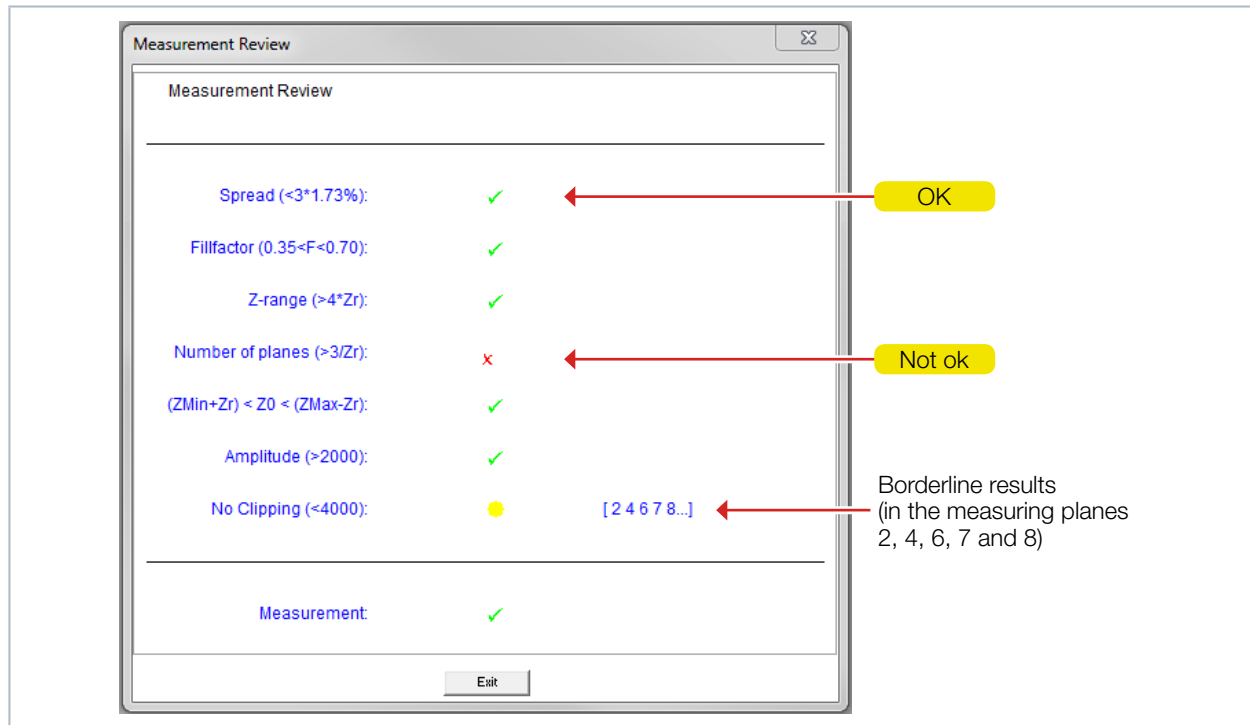 Measurement Review
Measurement Review
Spread (<3*1.73%):
OK
Fillfactor (0.35<F<0.70):
Z-range (>4*Zr):
Number of planes (>3/Zr):
Not ok
(ZMin+Zr) < Z0 < (ZMax-Zr):
Amplitude (>2000):
No Clipping (<4000):
[ 2 4 6 7 8...]
Borderline results
(in the measuring planes
2, 4, 6, 7 and 8)
Measurement:
Exit